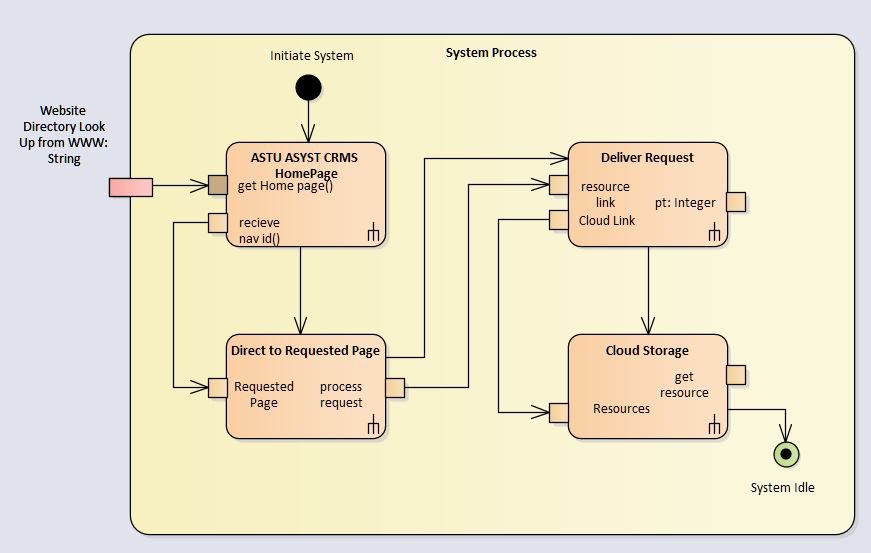 System Process
Initiate System
Website
Directory Look
Up from WWW:
String
ASTU ASYST CRMS
HomePage
get Home page()
recieve
nav id()
Deliver Request
resource
link
pt: Integer
Cloud Link
Direct to Requested Page
Requested
Page
process
request
Cloud Storage
get
resource
Resources
System Idle